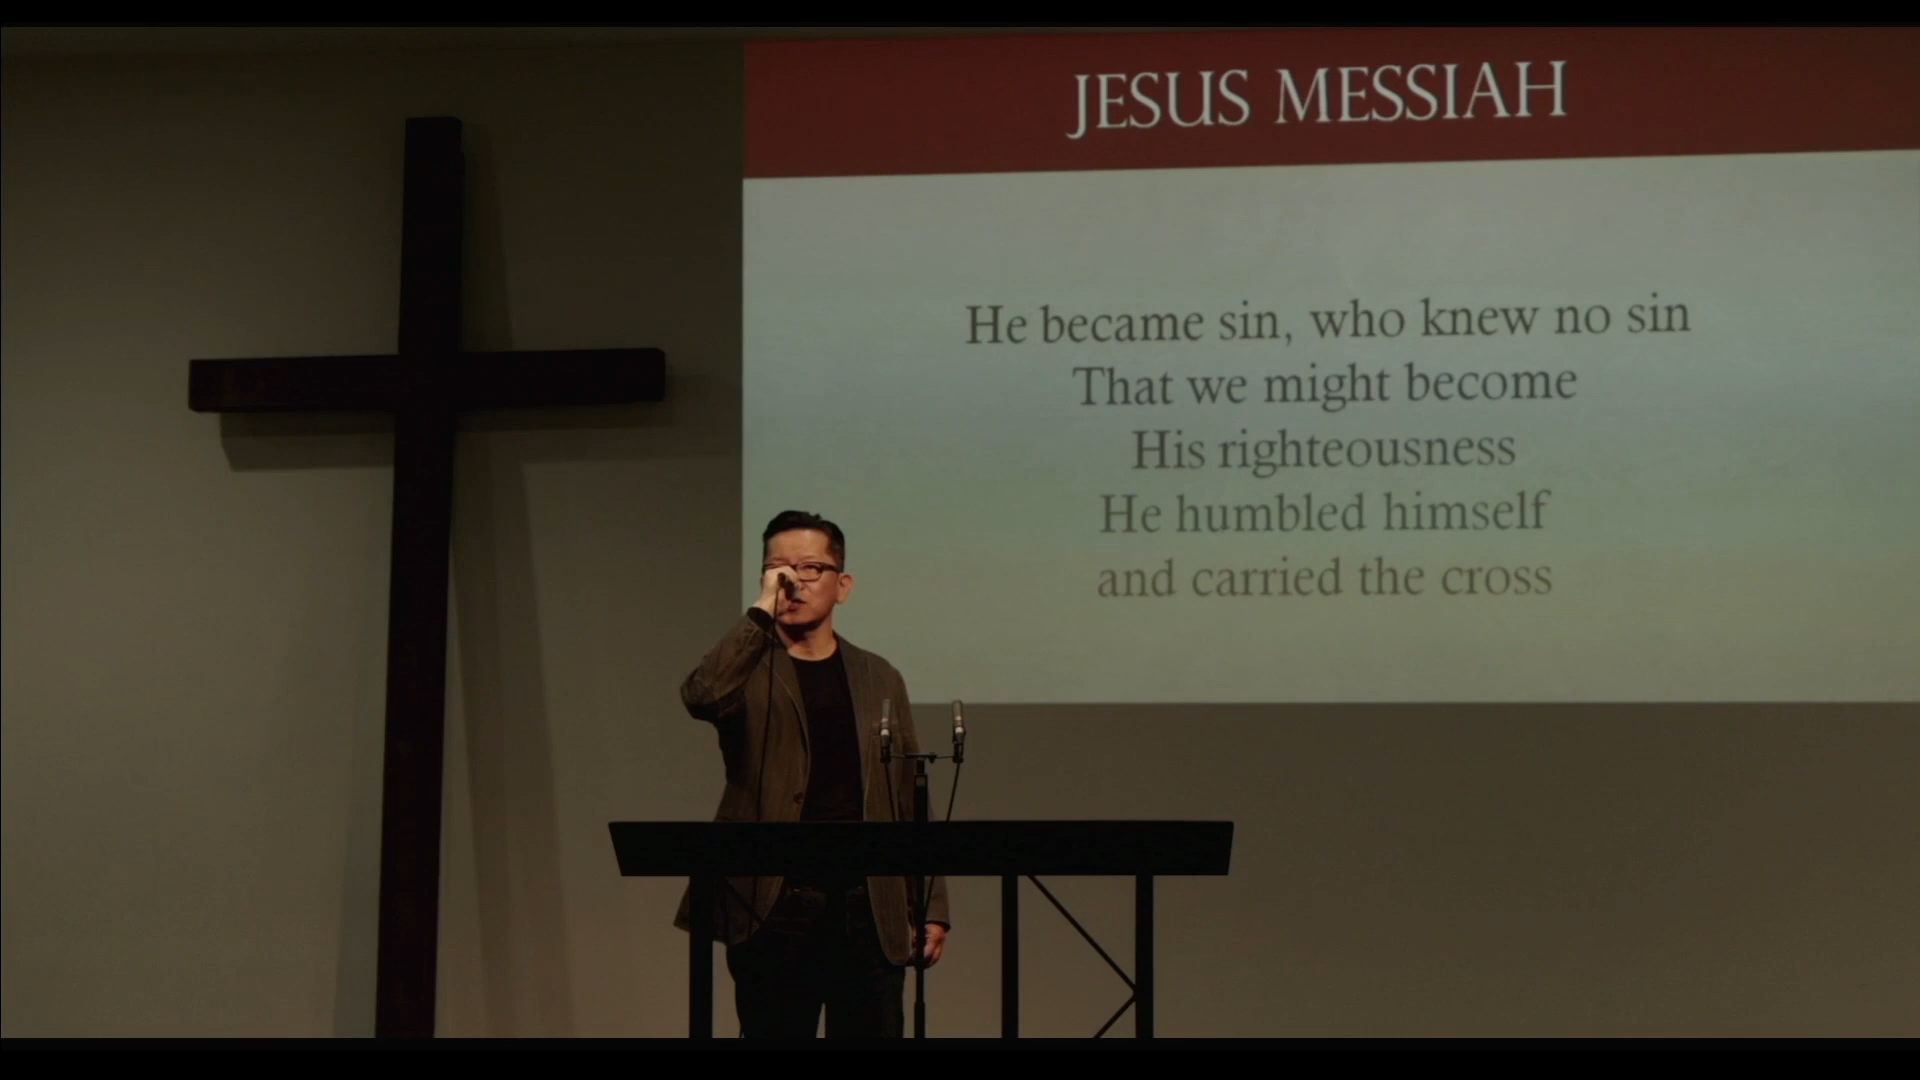 JESUS MESSIAH
He became sin, who knew no sin
That we might become
His righteousness
He humbled himself
and carried the cross